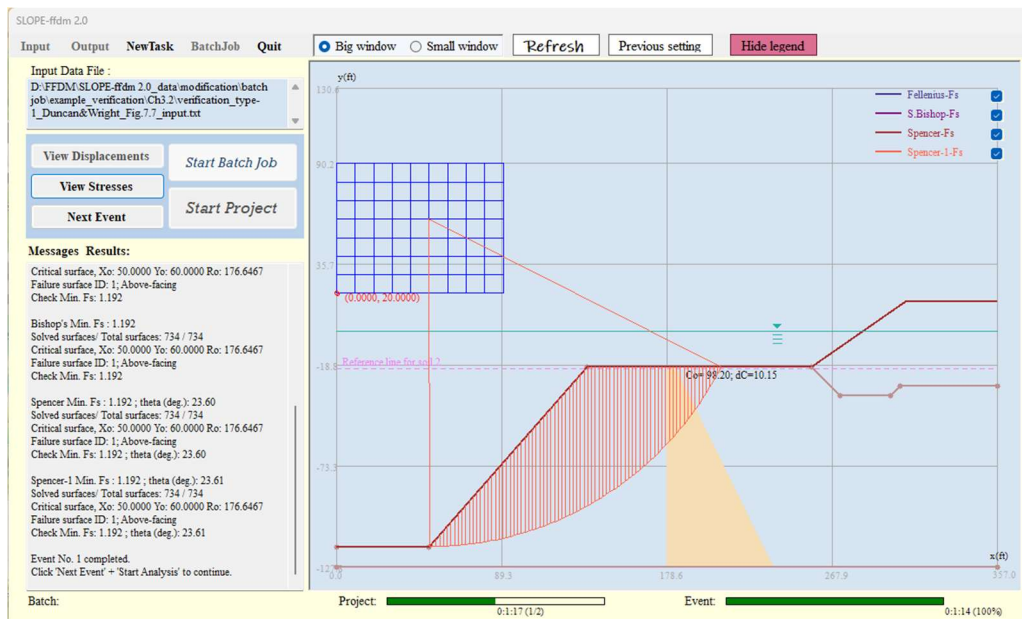 SLOPE-ffdm 2.0
Input Output NewTask BatchJob Quit Big window Small window Refresh Previous setting Hide legend
Input Data File :
D:\FFDM\SLOPE-ffdm 2.0_data\modification\batch
job\example_verification\Ch3.2\verification_type-
1_Duncan&Wright_Fig.7.7_input.txt
View Displacements
Start Batch Job
View Stresses
Start Project
Next Event
Messages Results:
Critical surface, Xo: 50.0000 Yo: 60.0000 Ro: 176.6467
Failure surface ID: 1; Above-facing
Check Min. Fs: 1.192
Bishop's Min. Fs : 1.192
Solved surfaces/ Total surfaces: 734 / 734
Critical surface, Xo: 50.0000 Yo: 60.0000 Ro: 176.6467
Failure surface ID: 1; Above-facing
Check Min. Fs: 1.192
Spencer Min. Fs : 1.192 ; theta (deg.): 23.60
Solved surfaces/ Total surfaces: 734 / 734
Critical surface, Xo: 50.0000 Yo: 60.0000 Ro: 176.6467
Failure surface ID: 1; Above-facing
Check Min. Fs: 1.192 ; theta (deg.): 23.60
Spencer-1 Min. Fs : 1.192 ; theta (deg.): 23.61
Solved surfaces/ Total surfaces: 734 / 734
Critical surface, Xo: 50.0000 Yo: 60.0000 Ro: 176.6467
Failure surface ID: 1; Above-facing
Check Min. Fs: 1.192 ; theta (deg.): 23.61
Event No. 1 completed.
Click 'Next Event' + 'Start Analysis' to continue.
y(ft)
130.6
Fellenius-Fs
S.Bishop-Fs
Spencer-Fs
Spencer-1-Fs
90.2
35.7
(0.0000, 20.0000)
Reference line for soil 2
-18.8
Co= 98.20; dC=10.15
-73.3
x(ft)
0.0 89.3 178.6 267.9 357.0
Batch:
Project:
0:1:17 (1/2)
Event:
0:1:14 (100%)